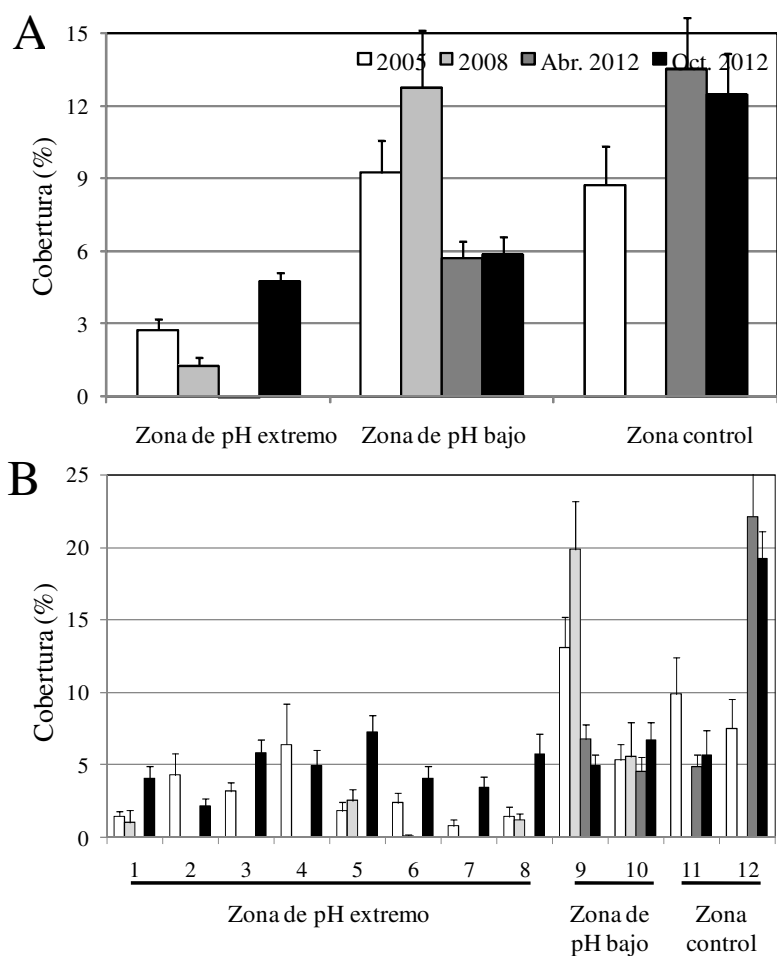 A
15
2005 2008 Abr. 2012 Oct. 2012
12
9
6
3
0
Cobertura (%)
Zona de pH extremo Zona de pH bajo Zona control
B
25
20
15
10
5
0
Cobertura (%)
1 2 3 4 5 6 7 8 9 10 11 12
Zona de pH extremo
Zona de
pH bajo
Zona
control